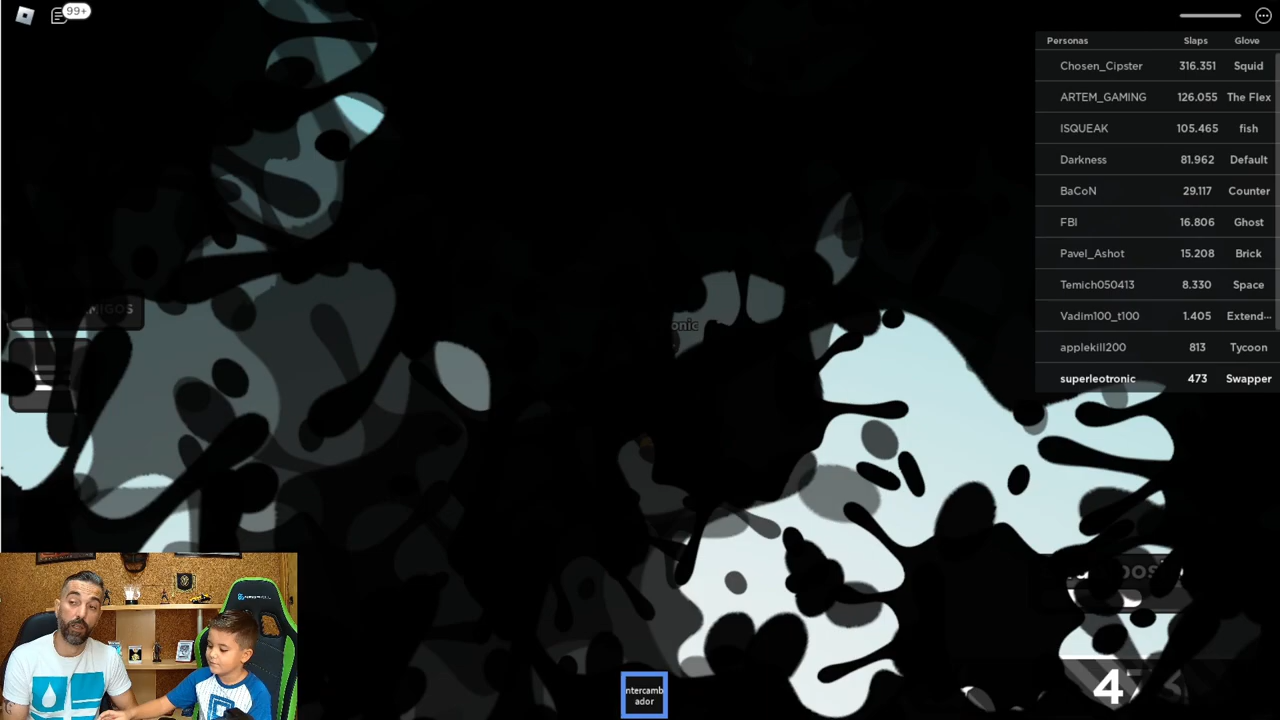 99+
Personas Slaps Glove
Chosen_Cipster 316.351 Squid
ARTEM_GAMING 126.055 The Flex
ISQUEAK 105.465 fish
Darkness 81.962 Default
BaCoN 29.117 Counter
FBI 16.806 Ghost
Pavel_Ashot 15.208 Brick
Temich050413 8.330 Space
Vadim100_t100 1.405 Extend...
applekill200 813 Tycoon
superleotronic 473 Swapper
MIGOS
onic
ntercamb
ador